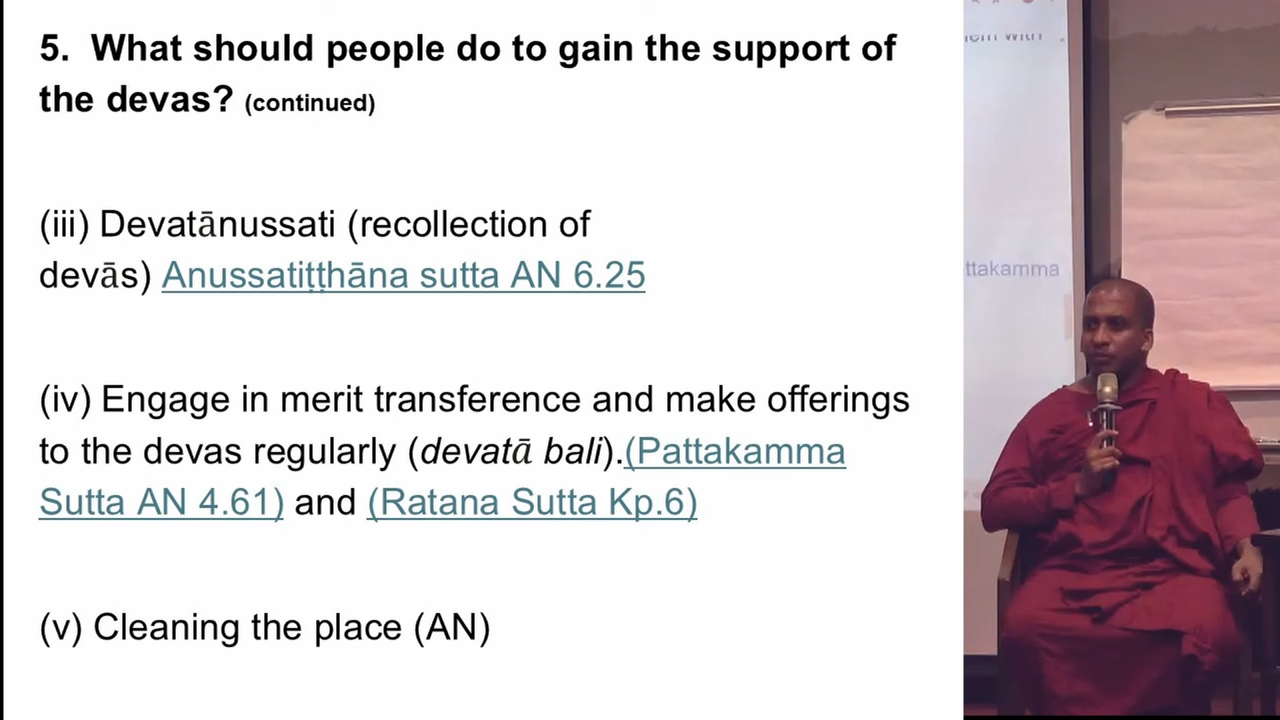 5. What should people do to gain the support of
the devas? (continued)
(iii) Devatānussati (recollection of
devās) Anussatiṭṭhāna sutta AN 6.25
(iv) Engage in merit transference and make offerings
to the devas regularly (devatā bali).(Pattakamma
Sutta AN 4.61) and (Ratana Sutta Kp.6)
(v) Cleaning the place (AN)
ttakamma